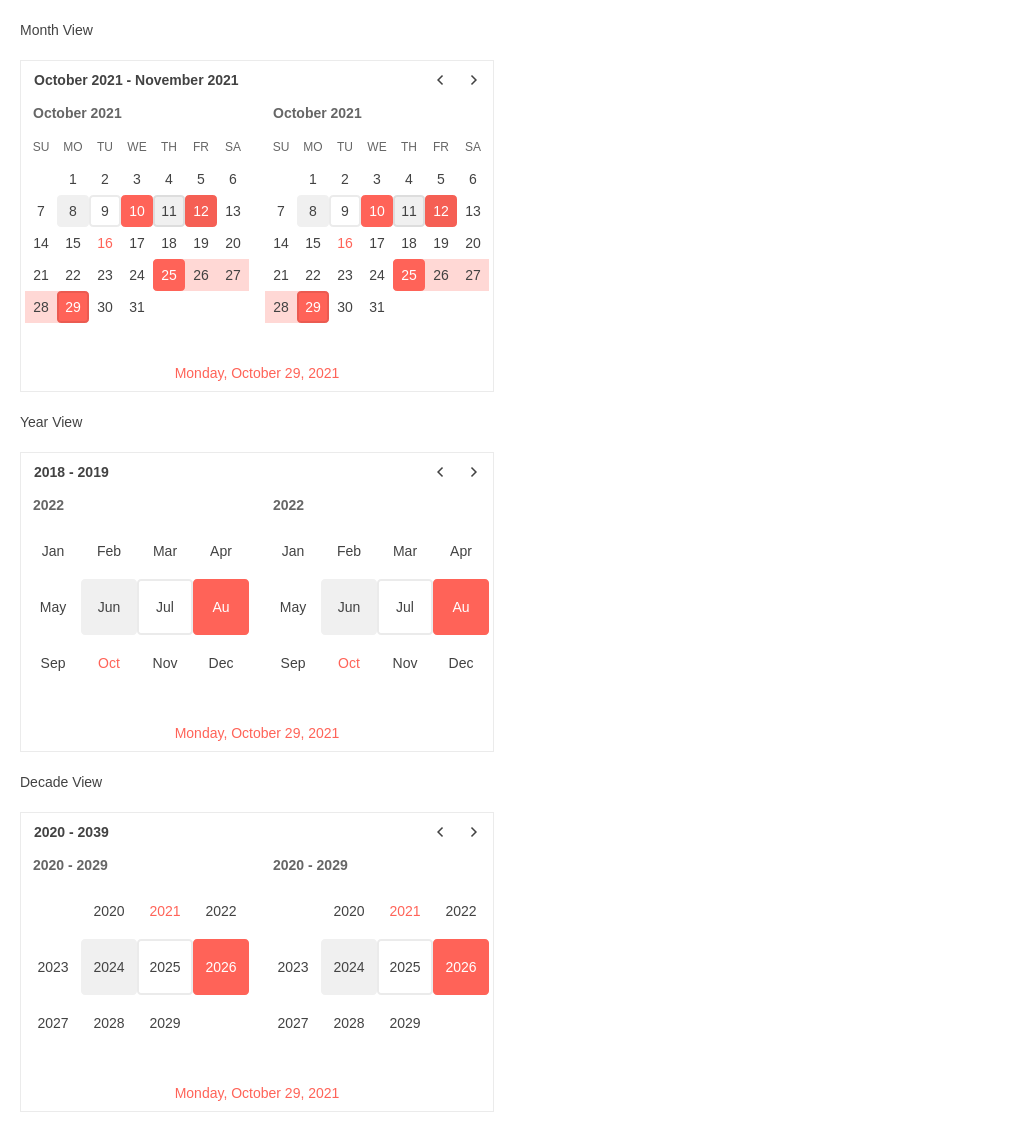 Month View
October 2021 - November 2021
October 2021 October 2021
SU MO TU WE TH FR SA SU MO TU WE TH FR SA
1 2 3 4 5 6 1 2 3 4 5 6
7 8 9 10 11 12 13 7 8 9 10 11 12 13
14 15 16 17 18 19 20 14 15 16 17 18 19 20
21 22 23 24 25 26 27 21 22 23 24 25 26 27
28 29 30 31 28 29 30 31
Monday, October 29, 2021
Year View
2018 - 2019
2022 2022
Jan Feb Mar Apr Jan Feb Mar Apr
May Jun Jul Au May Jun Jul Au
Sep Oct Nov Dec Sep Oct Nov Dec
Monday, October 29, 2021
Decade View
2020 - 2039
2020 - 2029 2020 - 2029
2020 2021 2022 2020 2021 2022
2023 2024 2025 2026 2023 2024 2025 2026
2027 2028 2029 2027 2028 2029
Monday, October 29, 2021